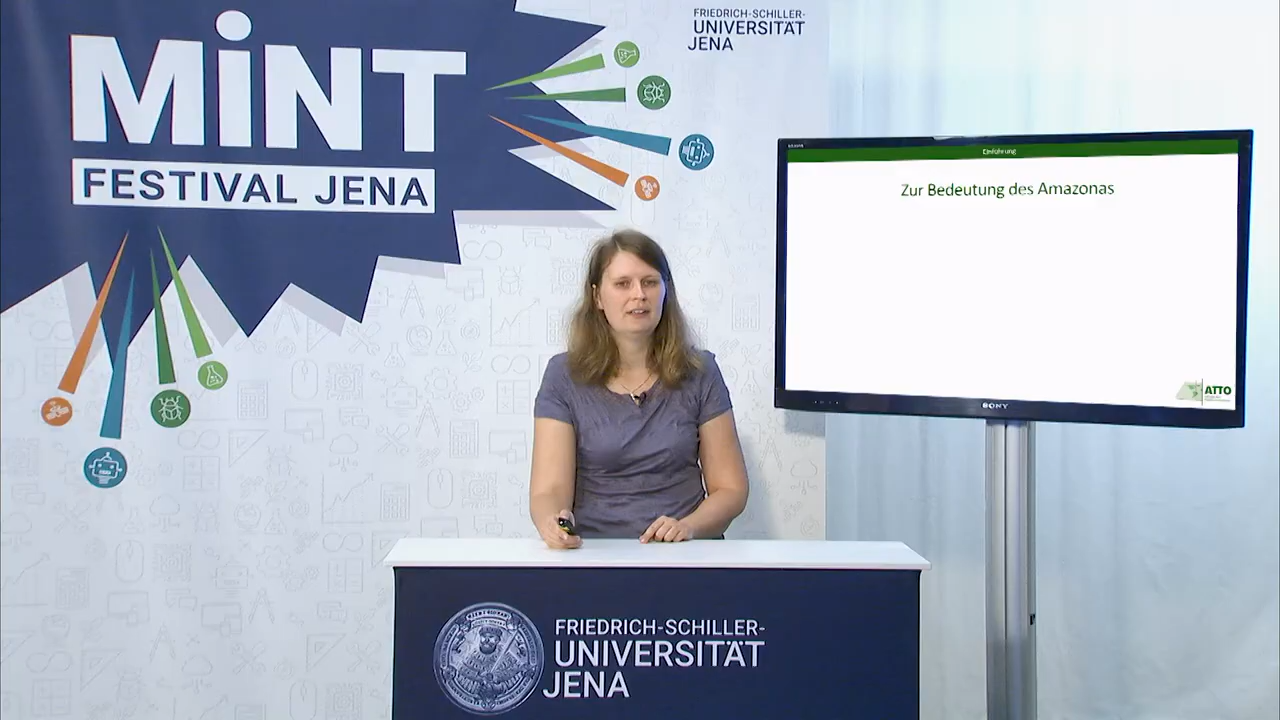 MiNT
FESTIVAL JENA
FRIEDRICH-SCHILLER-
UNIVERSITÄT
JENA
Einführung
Zur Bedeutung des Amazonas
ATTO
SONY
FRIEDRICH-SCHILLER-
UNIVERSITÄT
JENA